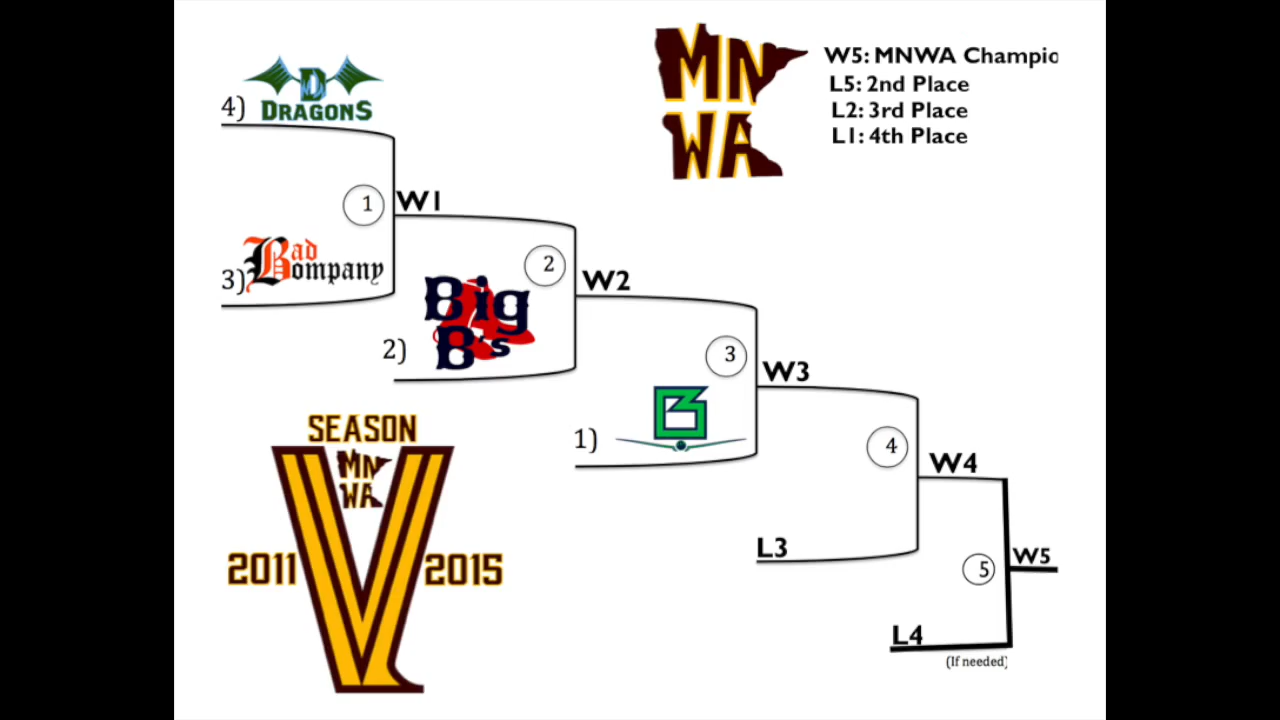 4) D
DRAGONS
MN
WA
W5: MNWA Champio
L5: 2nd Place
L2: 3rd Place
L1: 4th Place
1
W1
3) Bad
Company
2
W2
Big
B's
2)
3
W3
B
1)
SEASON
MN
WA
V
2011
2015
4
W4
L3
5
W5
L4
(If needed)